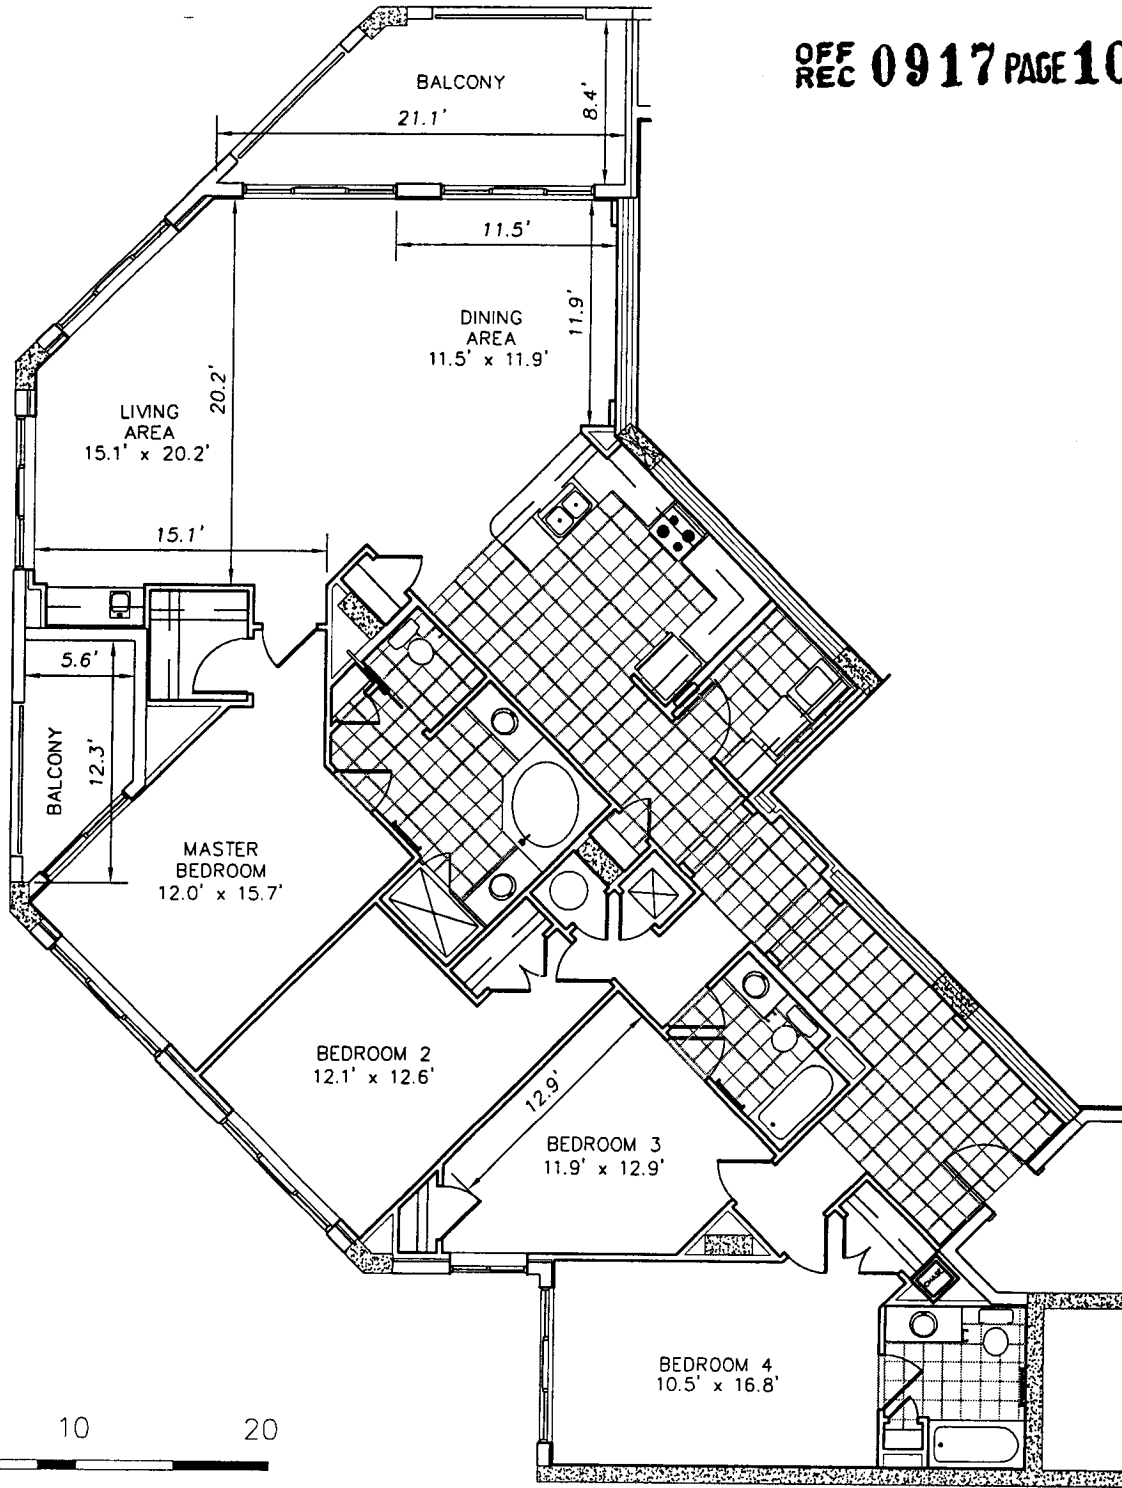 OFF REC 0917 PAGE 10
BALCONY
21.1'
8.4'
11.5'
DINING
AREA
11.5' x 11.9'
11.9'
20.2'
LIVING
AREA
15.1' x 20.2'
15.1'
5.6'
BALCONY
12.3'
MASTER
BEDROOM
12.0' x 15.7'
BEDROOM 2
12.1' x 12.6'
12.9'
BEDROOM 3
11.9' x 12.9'
CHASE
BEDROOM 4
10.5' x 16.8'
10 20